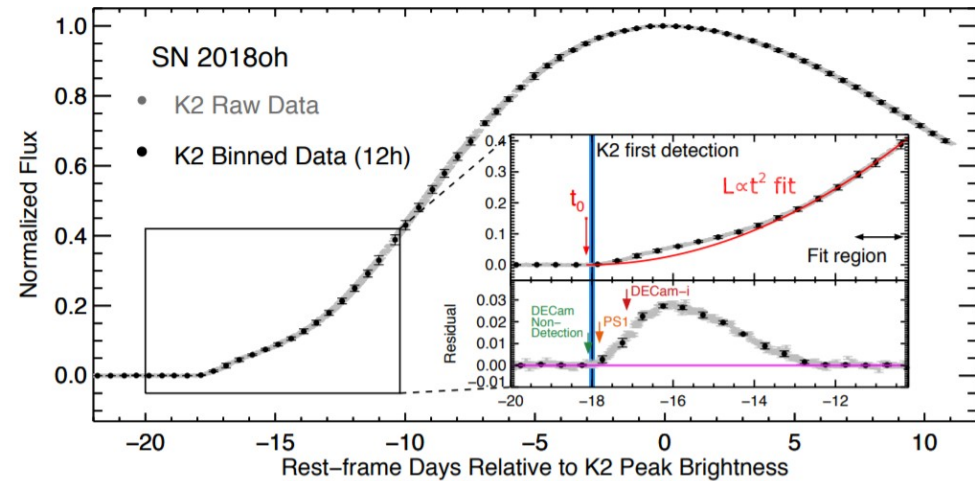 SN 2018oh
K2 Raw Data
K2 Binned Data (12h)
Normalized Flux
1.0
0.8
0.6
0.4
0.2
0.0
K2 first detection
L∝t² fit
t₀
Fit region
0.4
0.3
0.2
0.1
0.0
DECam-i
DECam
Non-
Detection
PS1
Residual
0.03
0.02
0.01
0.00
-0.01
-20
-18
-16
-14
-12
-20
-15
-10
-5
0
5
10
Rest-frame Days Relative to K2 Peak Brightness